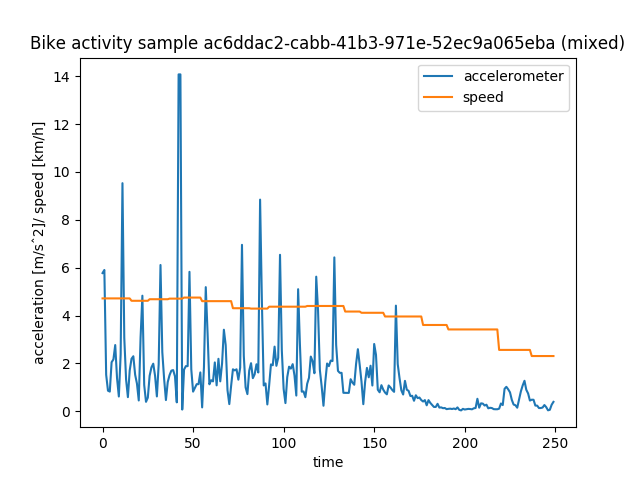 Bike activity sample ac6ddac2-cabb-41b3-971e-52ec9a065eba (mixed)
accelerometer
speed
acceleration [m/s^2]/ speed [km/h]
14
12
10
8
6
4
2
0
0 50 100 150 200 250
time